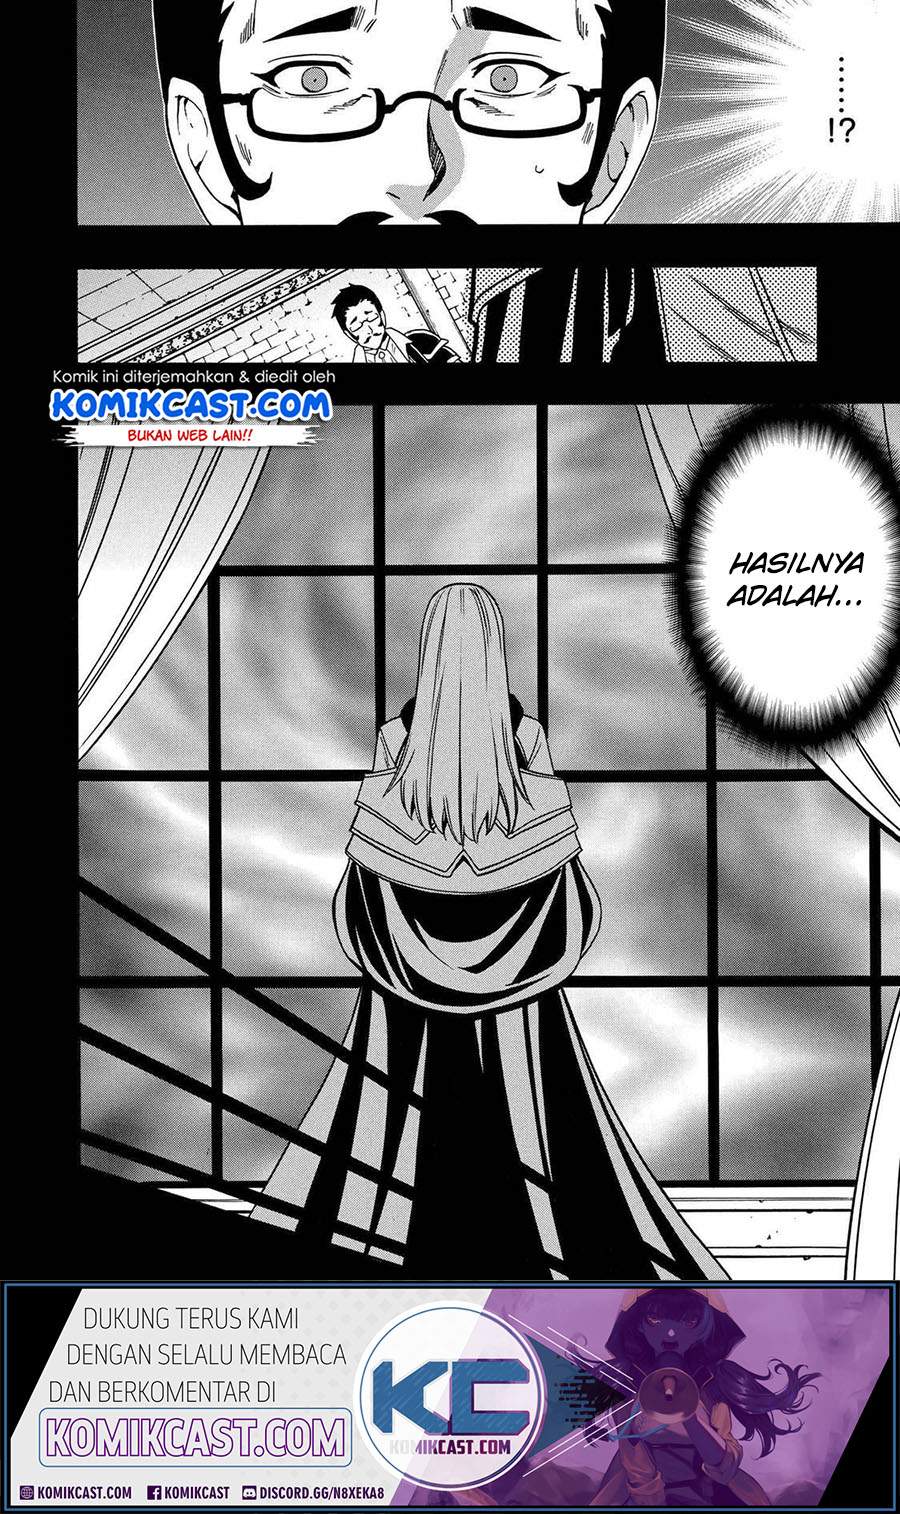 ………!?
Komik ini diterjemahkan & diedit oleh
KOMIKCAST.COM
BUKAN WEB LAIN!!
HASILNYA
ADALAH...
DUKUNG TERUS KAMI
DENGAN SELALU MEMBACA
DAN BERKOMENTAR DI
KOMIKCAST.COM
KC
KOMIKCAST.COM
KOMIKCAST.COM KOMIKCAST DISCORD.GG/N8XEKA8